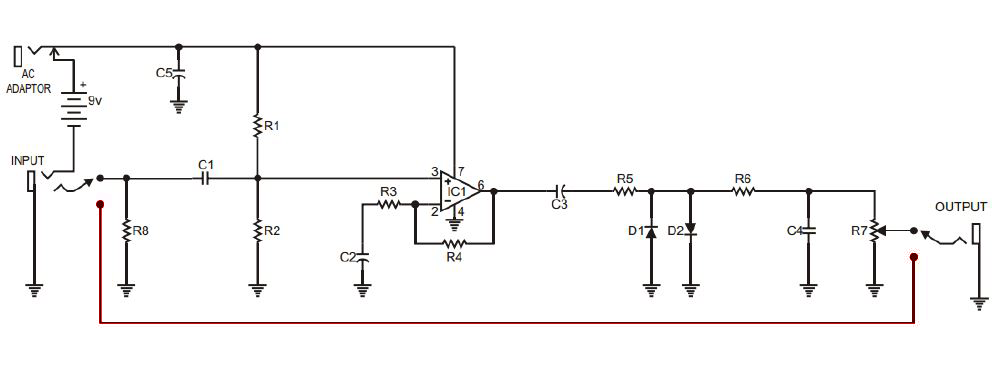 AC
ADAPTOR
+
9v
C5
R1
INPUT
C1
R8
R2
R3
C2
3
7
+
IC1
6
-
2
4
R4
C3
R5
D1
D2
R6
C4
R7
OUTPUT